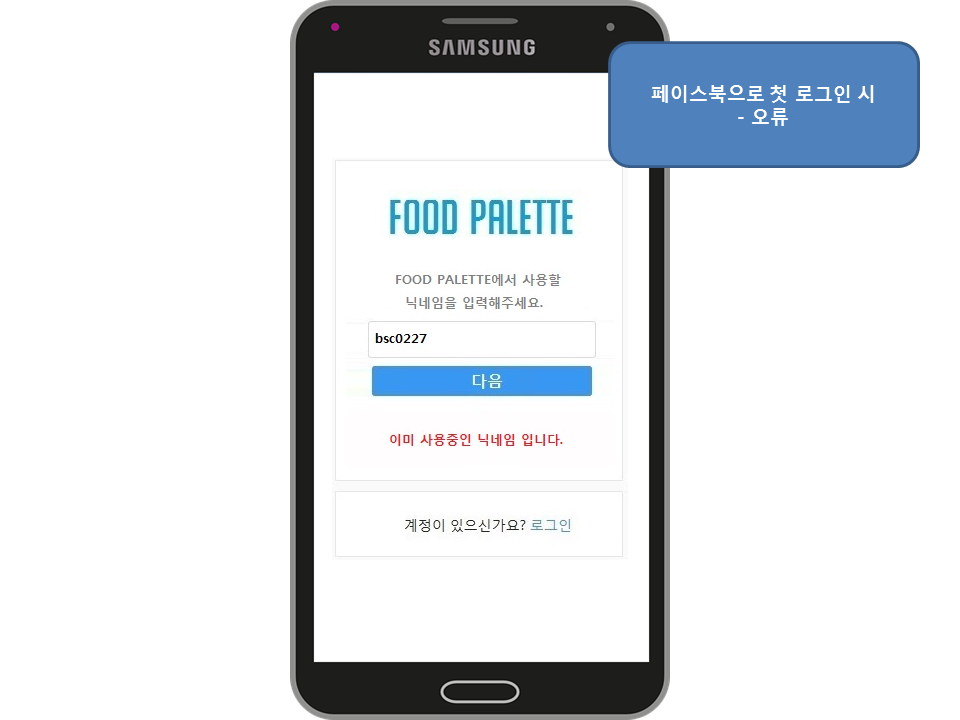 SAMSUNG
페이스북으로 첫 로그인 시
- 오류
FOOD PALETTE
FOOD PALETTE에서 사용할
닉네임을 입력해주세요.
bsc0227
다음
이미 사용중인 닉네임 입니다.
계정이 있으신가요? 로그인